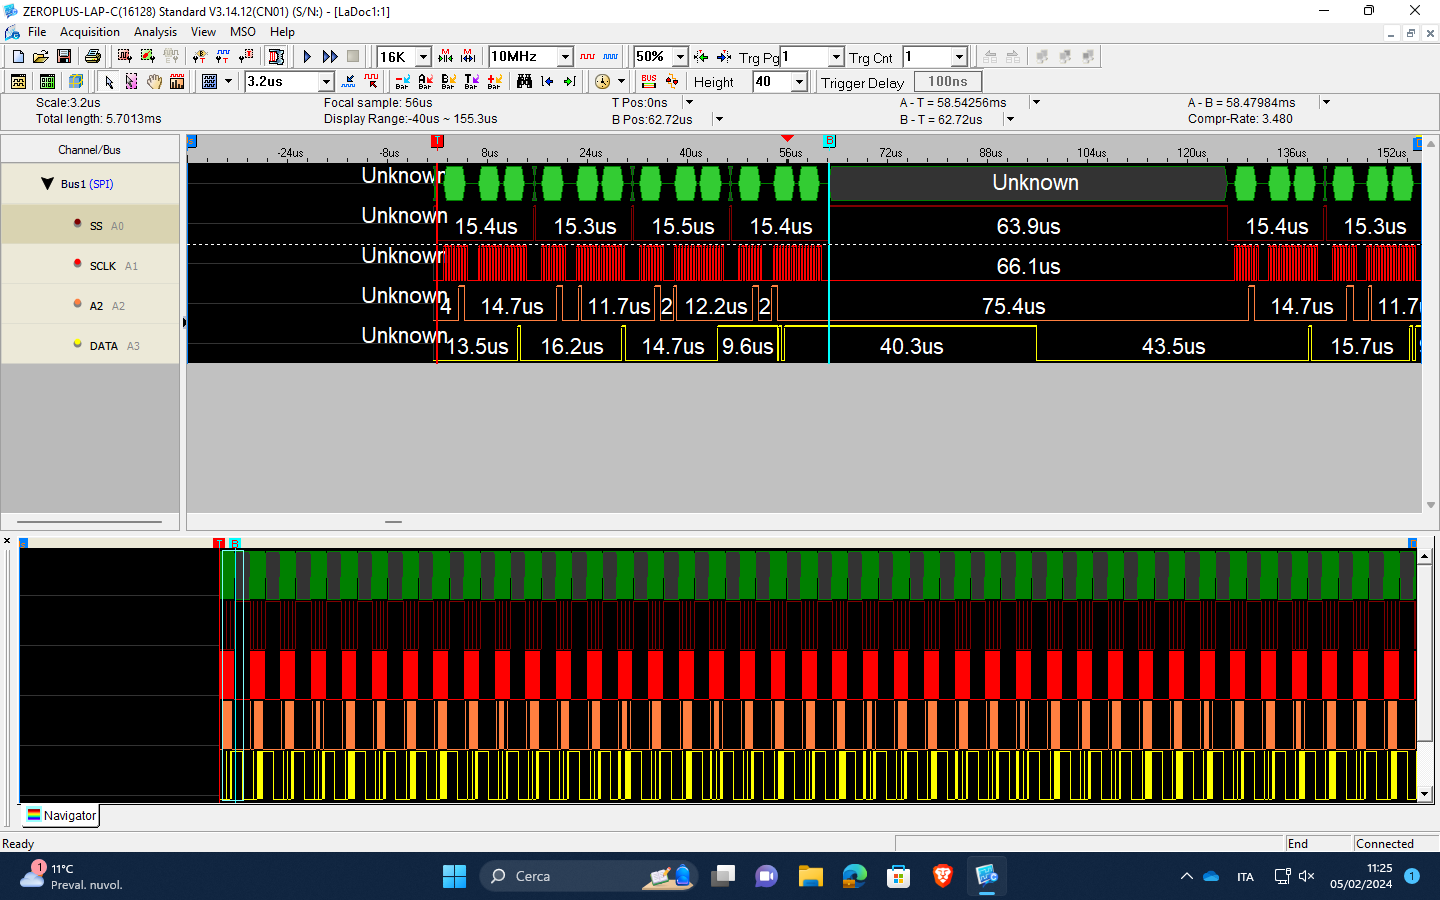 ZEROPLUS-LAP-C(16128) Standard V3.14.12(CN01) (S/N:) - [LaDoc1:1]
File Acquisition Analysis View MSO Help
16K 10MHz 50% Trg Pg 1 Trg Cnt 1
3.2us Height 40 Trigger Delay 100ns
Scale:3.2us Focal sample: 56us T Pos:0ns A - T = 58.54256ms A - B = 58.47984ms
Total length: 5.7013ms Display Range:-40us ~ 155.3us B Pos:62.72us B - T = 62.72us Compr-Rate: 3.480
Channel/Bus
T B
-24us -8us 8us 24us 40us 56us 72us 88us 104us 120us 136us 152us
Bus1 (SPI) Unknown Unknown
SS A0 Unknown 15.4us 15.3us 15.5us 15.4us 63.9us 15.4us 15.3us
SCLK A1 Unknown 66.1us
A2 A2 Unknown 4 14.7us 11.7us 2 12.2us 2 75.4us 14.7us 11.7u
DATA A3 Unknown 13.5us 16.2us 14.7us 9.6us 40.3us 43.5us 15.7us
T B
Navigator
Ready End Connected
1 11°C
Preval. nuvol.
Cerca
ITA
11:25
05/02/2024
1